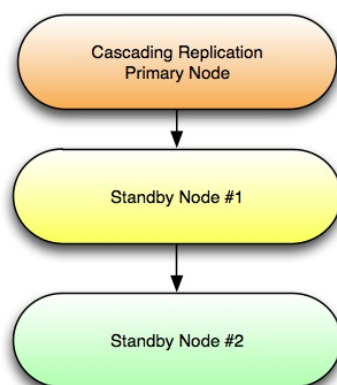 Cascading Replication
Primary Node
Standby Node #1
Standby Node #2